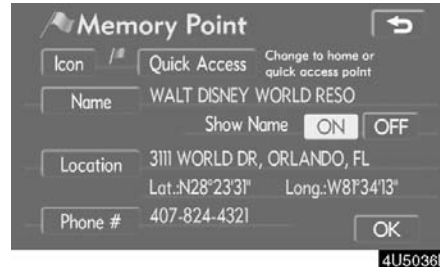 Memory Point
Icon Quick Access Change to home or
quick access point
Name WALT DISNEY WORLD RESO
Show Name ON OFF
Location 3111 WORLD DR, ORLANDO, FL
Lat.:N28°23'31" Long.:W81°34'13"
Phone # 407-824-4321
OK
4U5036